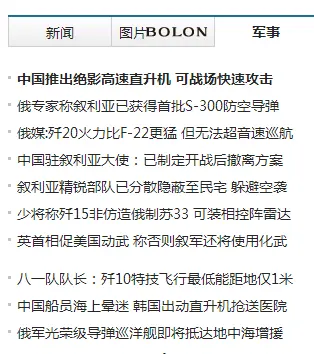 新闻 图片BOLON 军事
中国推出绝影高速直升机 可战场快速攻击
俄专家称叙利亚已获得首批S-300防空导弹
俄媒:歼20火力比F-22更猛 但无法超音速巡航
中国驻叙利亚大使：已制定开战后撤离方案
叙利亚精锐部队已分散隐蔽至民宅 躲避空袭
少将称歼15非仿造俄制苏33 可装相控阵雷达
英首相促美国动武 称否则叙军还将使用化武
八一队队长：歼10特技飞行最低能距地仅1米
中国船员海上晕迷 韩国出动直升机抢送医院
俄军光荣级导弹巡洋舰即将抵达地中海增援